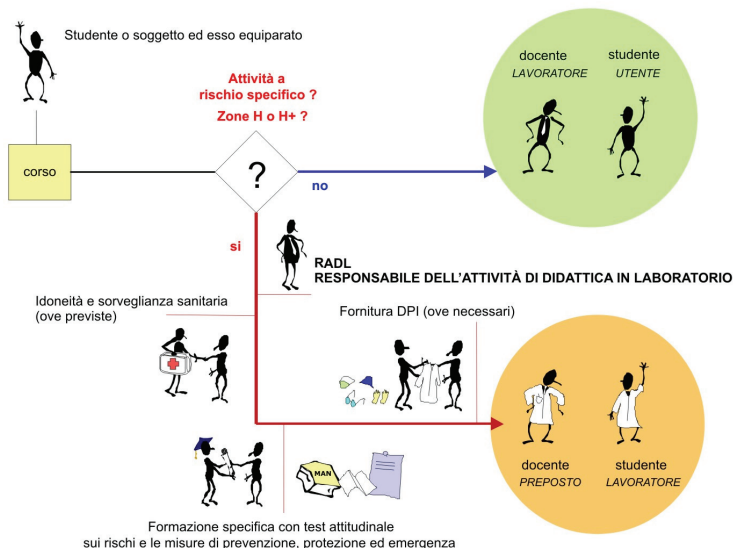 Studente o soggetto ed esso equiparato
Attività a
rischio specifico ?
Zone H o H+ ?
docente
LAVORATORE
studente
UTENTE
corso
?
no
si
RADL
RESPONSABILE DELL'ATTIVITÀ DI DIDATTICA IN LABORATORIO
Idoneità e sorveglianza sanitaria
(ove previste)
Fornitura DPI (ove necessari)
docente
PREPOSTO
studente
LAVORATORE
MAN
Formazione specifica con test attitudinale
sui rischi e le misure di prevenzione, protezione ed emergenza